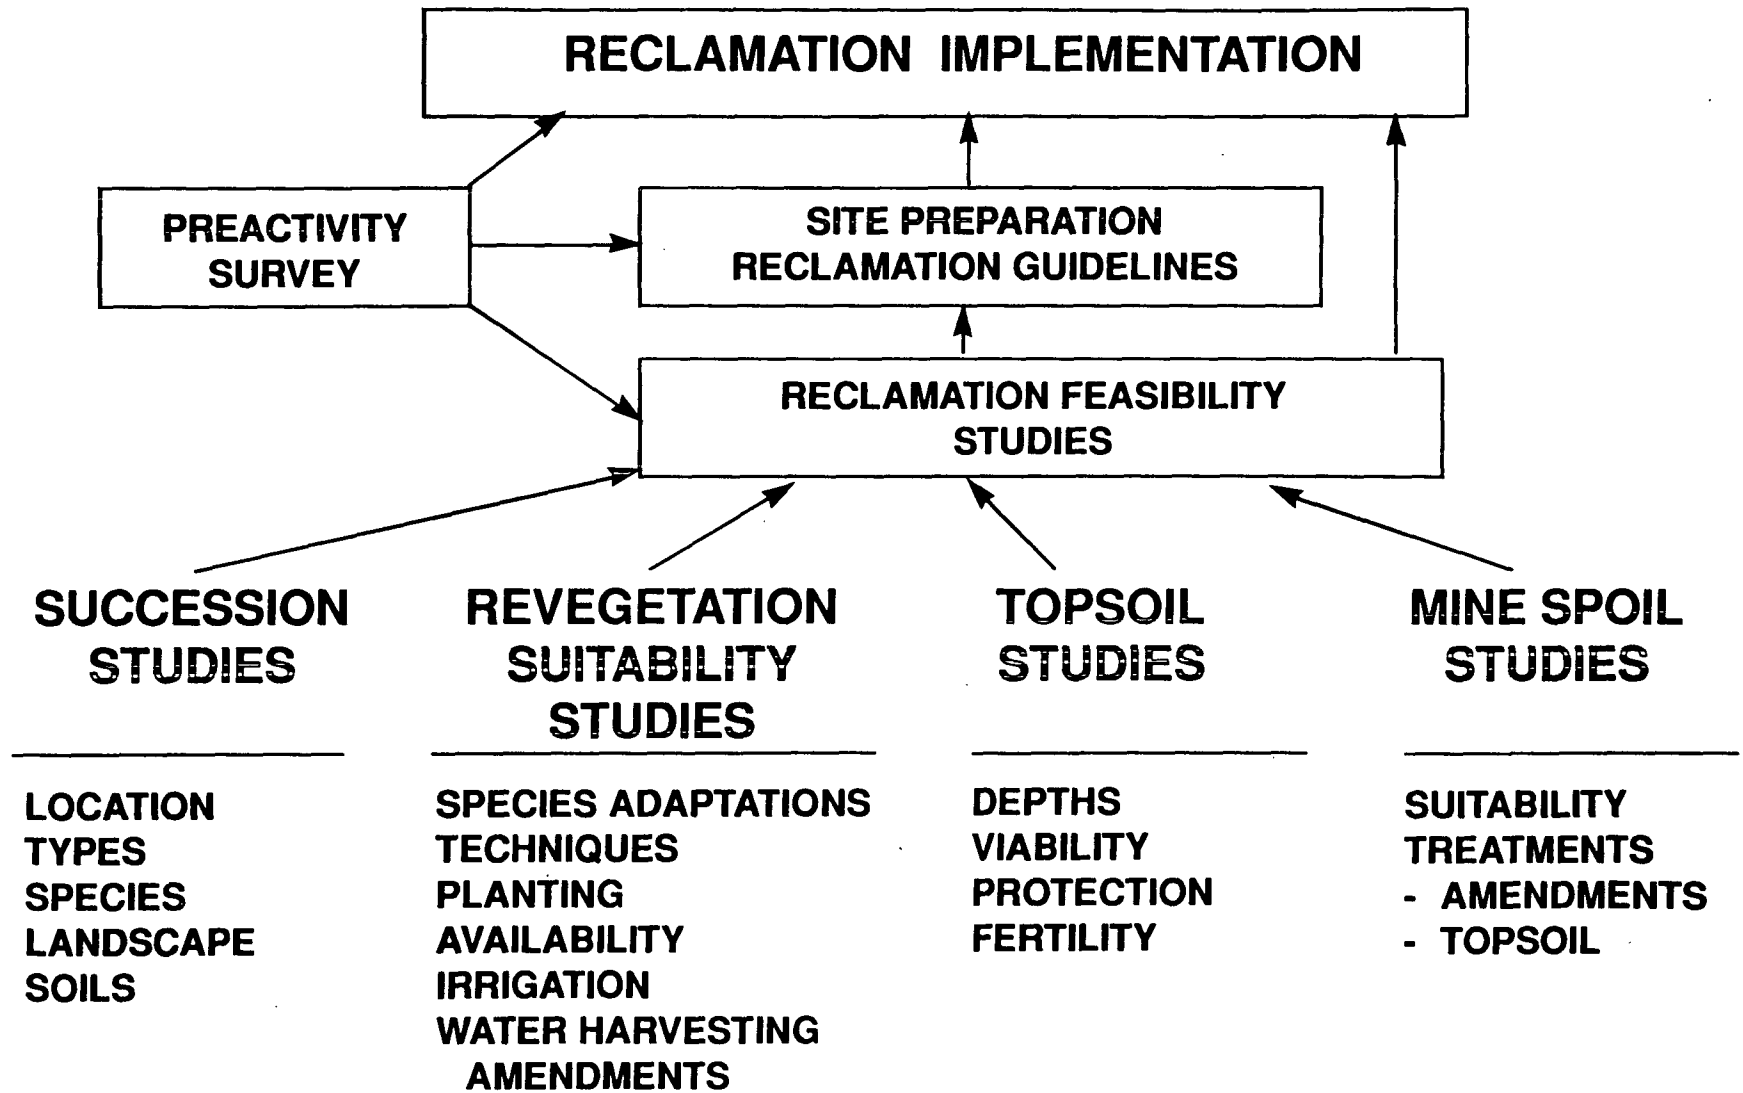 RECLAMATION IMPLEMENTATION
PREACTIVITY
SURVEY
SITE PREPARATION
RECLAMATION GUIDELINES
RECLAMATION FEASIBILITY
STUDIES
SUCCESSION
STUDIES
LOCATION
TYPES
SPECIES
LANDSCAPE
SOILS
REVEGETATION
SUITABILITY
STUDIES
SPECIES ADAPTATIONS
TECHNIQUES
PLANTING
AVAILABILITY
IRRIGATION
WATER HARVESTING
AMENDMENTS
TOPSOIL
STUDIES
DEPTHS
VIABILITY
PROTECTION
FERTILITY
MINE SPOIL
STUDIES
SUITABILITY
TREATMENTS
- AMENDMENTS
- TOPSOIL